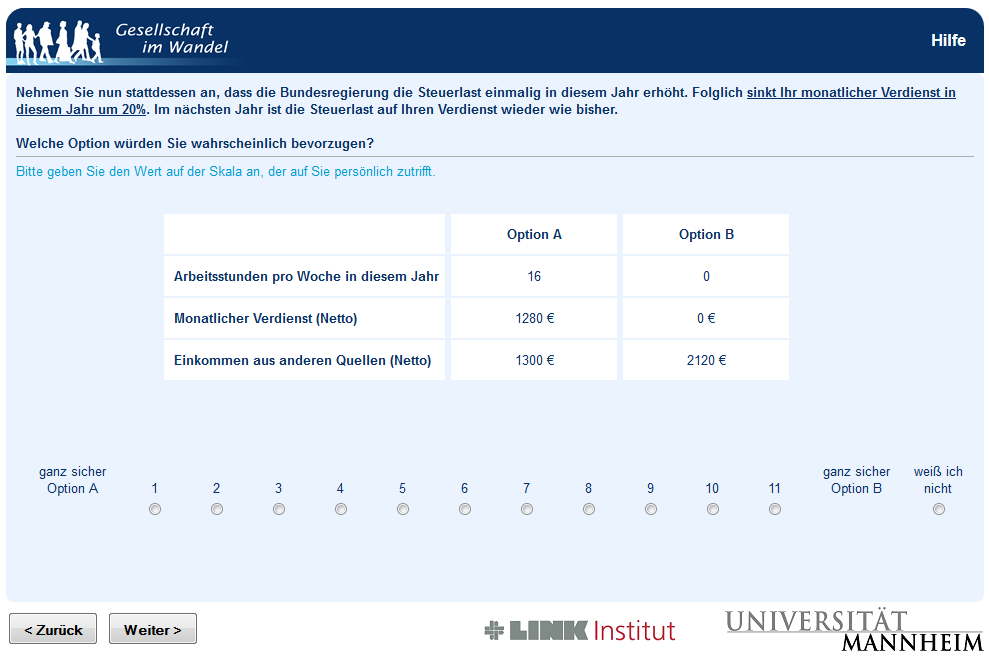 Gesellschaft
im Wandel
Hilfe
Nehmen Sie nun stattdessen an, dass die Bundesregierung die Steuerlast einmalig in diesem Jahr erhöht. Folglich sinkt Ihr monatlicher Verdienst in
diesem Jahr um 20%. Im nächsten Jahr ist die Steuerlast auf Ihren Verdienst wieder wie bisher.
Welche Option würden Sie wahrscheinlich bevorzugen?
Bitte geben Sie den Wert auf der Skala an, der auf Sie persönlich zutrifft.
Option A Option B
Arbeitsstunden pro Woche in diesem Jahr 16 0
Monatlicher Verdienst (Netto) 1280 € 0 €
Einkommen aus anderen Quellen (Netto) 1300 € 2120 €
ganz sicher ganz sicher weiß ich
Option A 1 2 3 4 5 6 7 8 9 10 11 Option B nicht
< Zurück Weiter >
LINK Institut
UNIVERSITÄT
MANNHEIM